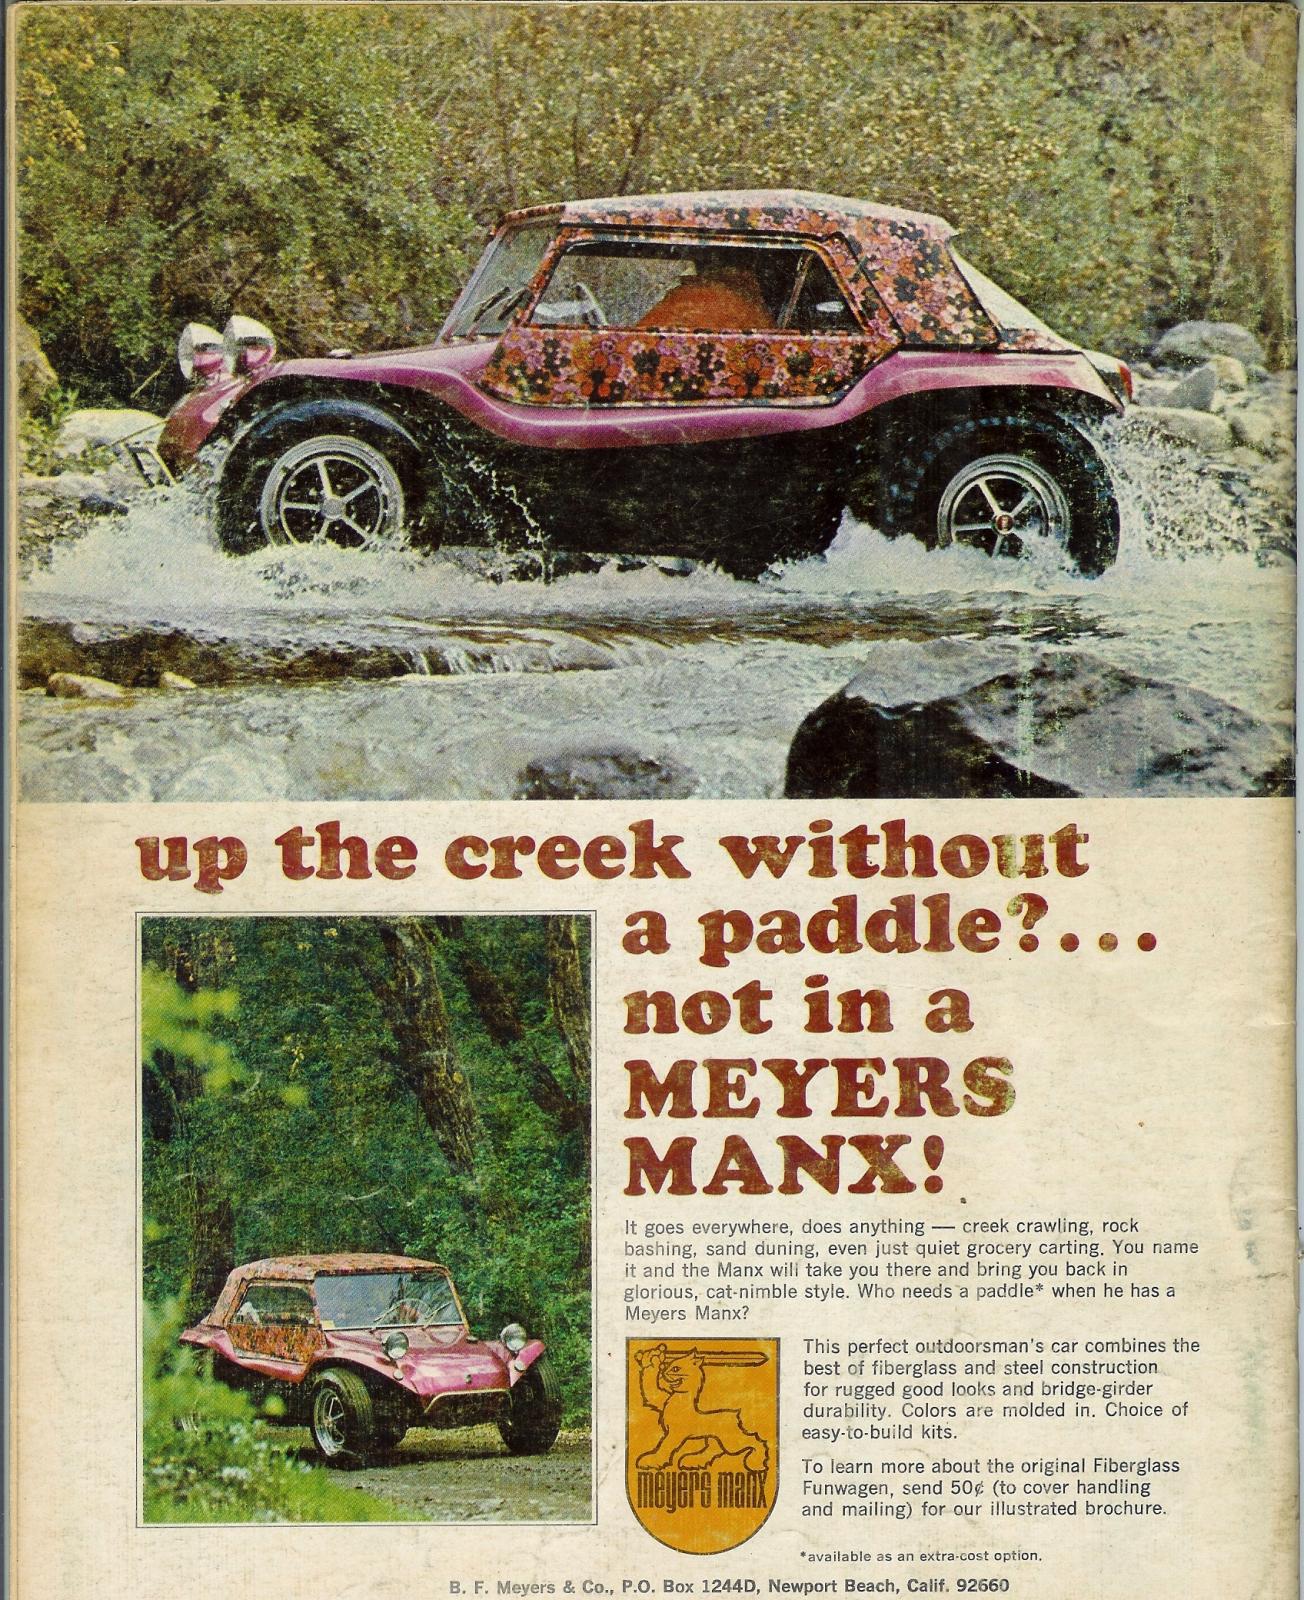 up the creek without
a paddle?...
not in a
MEYERS
MANX!
It goes everywhere, does anything — creek crawling, rock
bashing, sand duning, even just quiet grocery carting. You name
it and the Manx will take you there and bring you back in
glorious, cat-nimble style. Who needs a paddle* when he has a
Meyers Manx?
meyers manx
This perfect outdoorsman's car combines the
best of fiberglass and steel construction
for rugged good looks and bridge-girder
durability. Colors are molded in. Choice of
easy-to-build kits.
To learn more about the original Fiberglass
Funwagen, send 50¢ (to cover handling
and mailing) for our illustrated brochure.
*available as an extra-cost option.
B. F. Meyers & Co., P.O. Box 1244D, Newport Beach, Calif. 92660